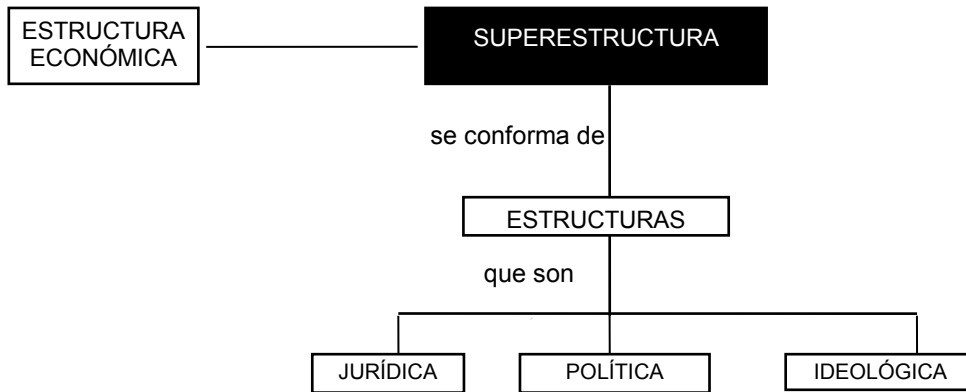 ESTRUCTURA
ECONÓMICA
SUPERESTRUCTURA
se conforma de
ESTRUCTURAS
que son
JURÍDICA
POLÍTICA
IDEOLÓGICA